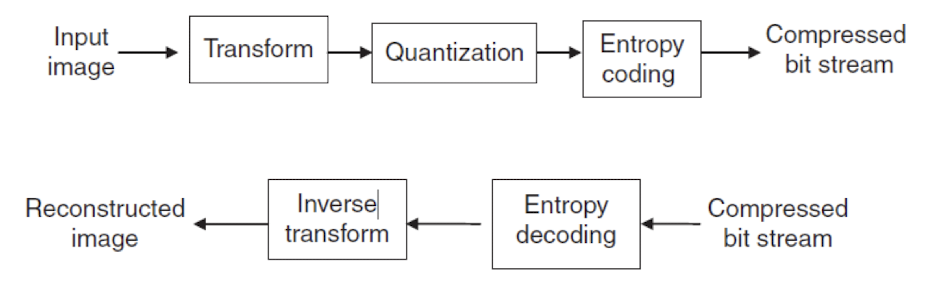 Input
image
Transform
Quantization
Entropy
coding
Compressed
bit stream
Reconstructed
image
Inverse
transform
Entropy
decoding
Compressed
bit stream